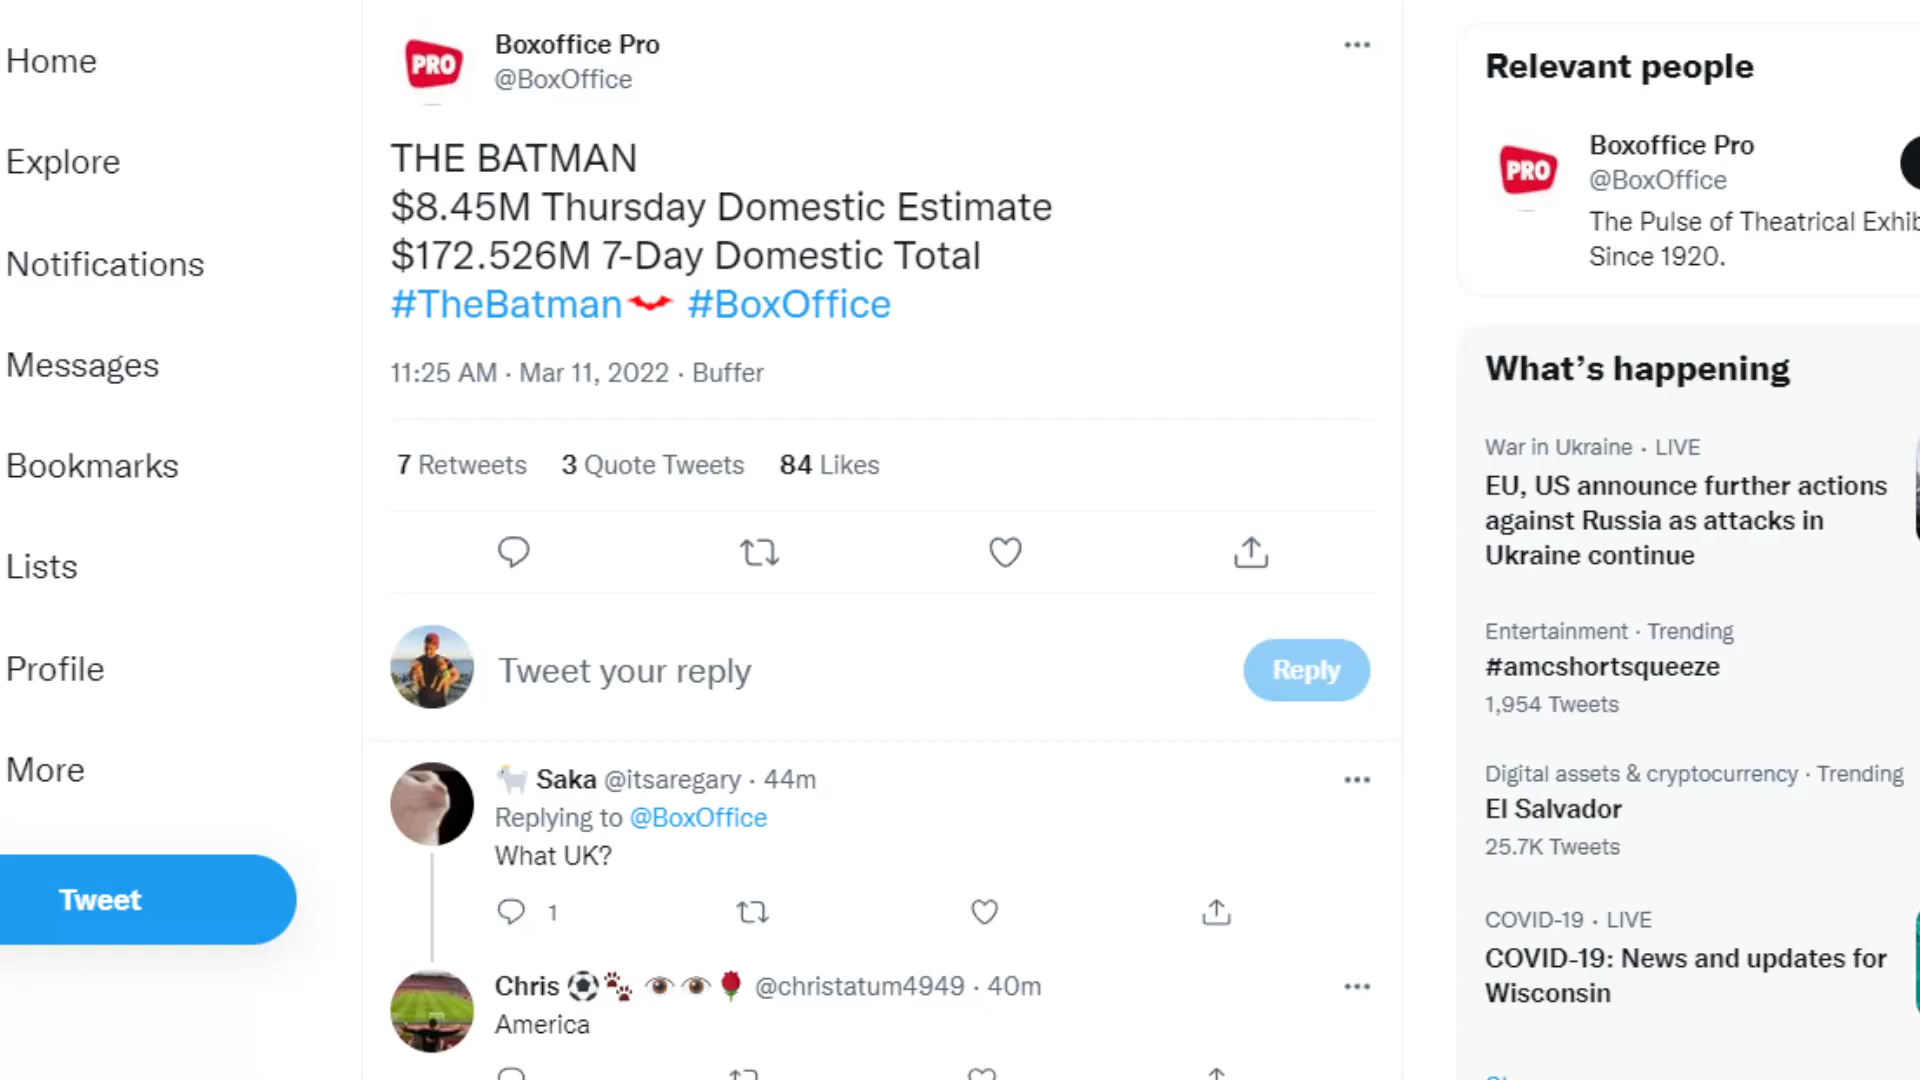 Home
Explore
Notifications
Messages
Bookmarks
Lists
Profile
More
Tweet
PRO
Boxoffice Pro
@BoxOffice
THE BATMAN
$8.45M Thursday Domestic Estimate
$172.526M 7-Day Domestic Total
#TheBatman #BoxOffice
11:25 AM · Mar 11, 2022 · Buffer
7 Retweets 3 Quote Tweets 84 Likes
Tweet your reply
Reply
Saka @itsaregary · 44m
Replying to @BoxOffice
What UK?
1
Chris @christatum4949 · 40m
America
Relevant people
PRO
Boxoffice Pro
@BoxOffice
The Pulse of Theatrical Exhib
Since 1920.
What's happening
War in Ukraine · LIVE
EU, US announce further actions
against Russia as attacks in
Ukraine continue
Entertainment · Trending
#amcshortsqueeze
1,954 Tweets
Digital assets & cryptocurrency · Trending
El Salvador
25.7K Tweets
COVID-19 · LIVE
COVID-19: News and updates for
Wisconsin